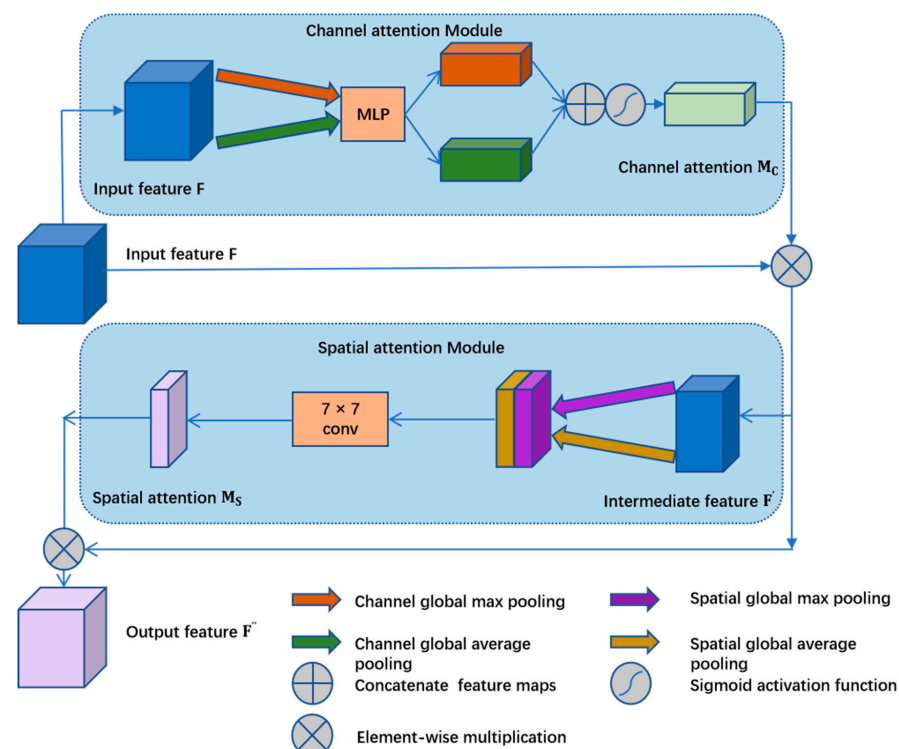 Channel attention Module
MLP
Channel attention M_C
Input feature F
Input feature F
Spatial attention Module
7 × 7
conv
Spatial attention M_S
Intermediate feature F′
Output feature F″
Channel global max pooling
Spatial global max pooling
Channel global average
pooling
Spatial global average
pooling
Concatenate feature maps
Sigmoid activation function
Element-wise multiplication